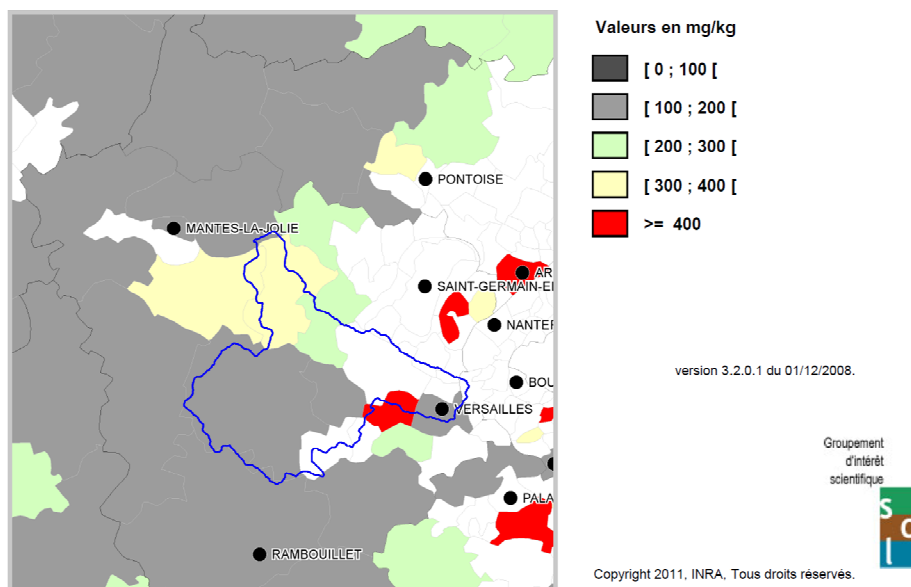 Valeurs en mg/kg
[ 0 ; 100 [
[ 100 ; 200 [
[ 200 ; 300 [
[ 300 ; 400 [
>= 400
PONTOISE
MANTES-LA-JOLIE
AR
SAINT-GERMAIN-E
NANTER
BOU
VERSAILLES
PALA
RAMBOUILLET
version 3.2.0.1 du 01/12/2008.
Groupement
d'intérêt
scientifique
S
O
l
Copyright 2011, INRA, Tous droits réservés.